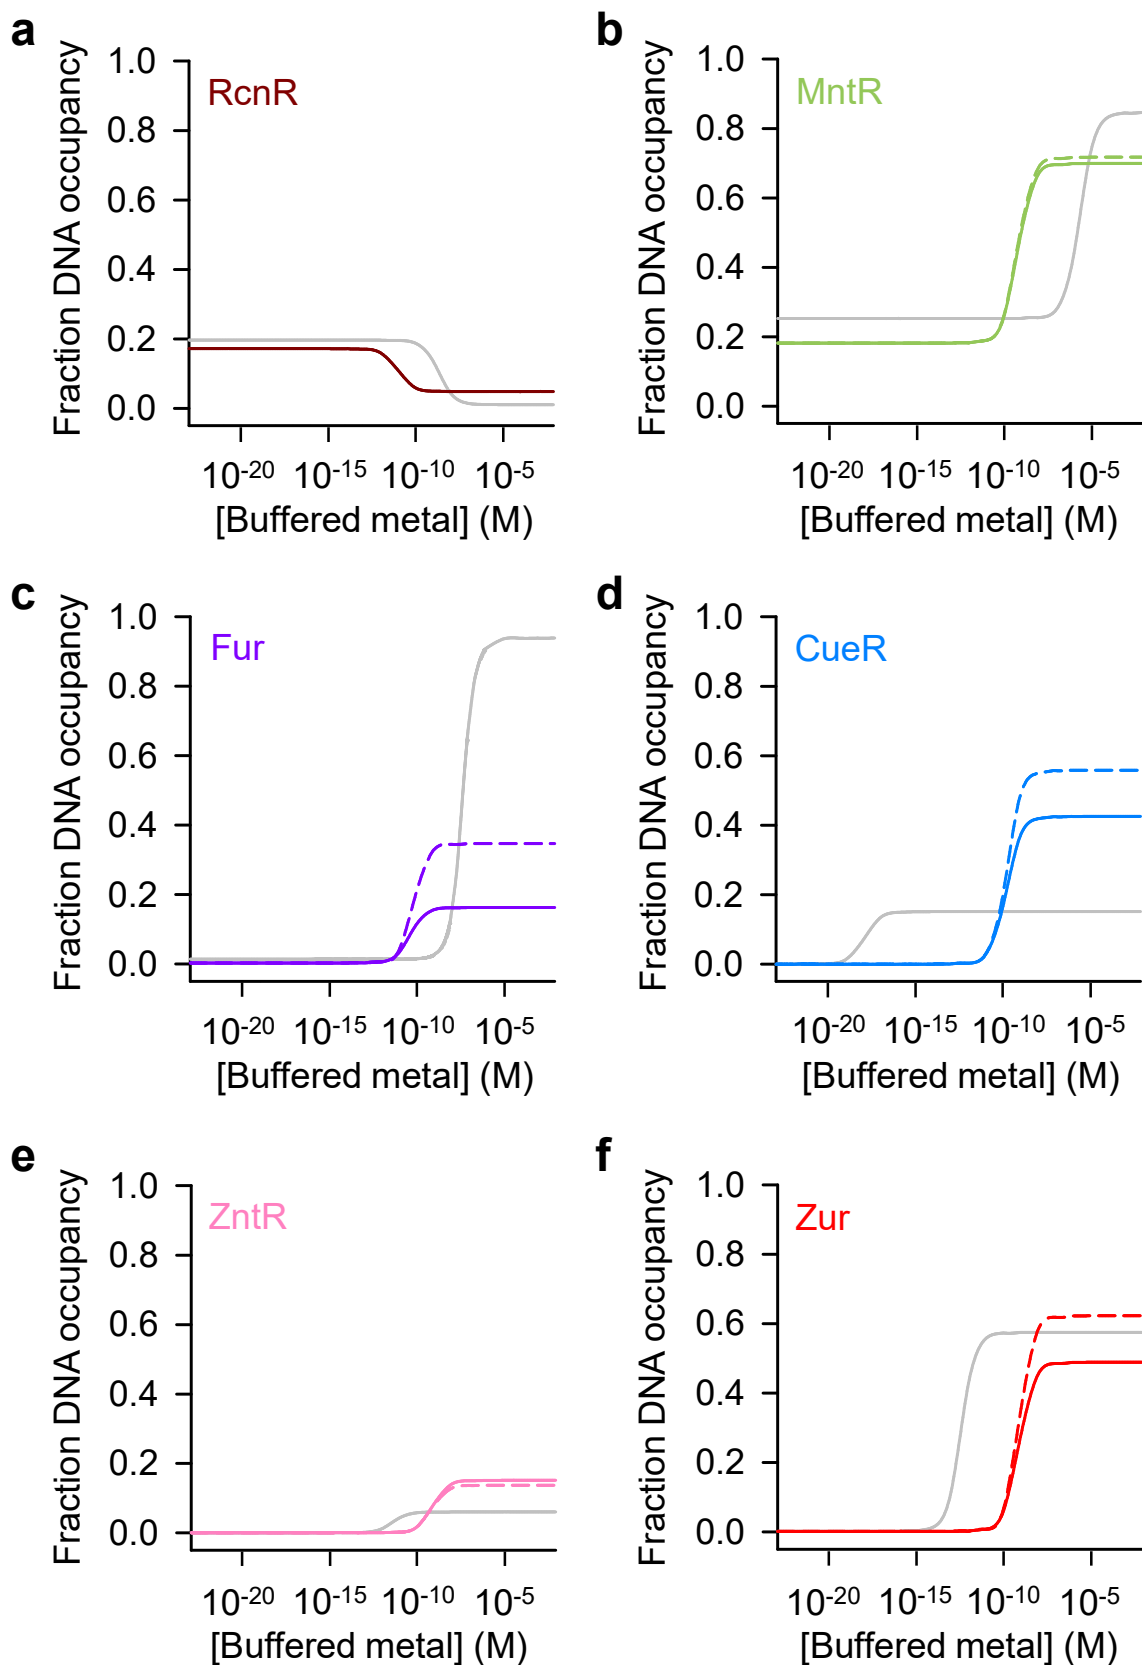 a
RcnR
Fraction DNA occupancy
1.0
0.8
0.6
0.4
0.2
0.0
10-20 10-15 10-10 10-5
[Buffered metal] (M)
b
MntR
Fraction DNA occupancy
1.0
0.8
0.6
0.4
0.2
0.0
10-20 10-15 10-10 10-5
[Buffered metal] (M)
c
Fur
Fraction DNA occupancy
1.0
0.8
0.6
0.4
0.2
0.0
10-20 10-15 10-10 10-5
[Buffered metal] (M)
d
CueR
Fraction DNA occupancy
1.0
0.8
0.6
0.4
0.2
0.0
10-20 10-15 10-10 10-5
[Buffered metal] (M)
e
ZntR
Fraction DNA occupancy
1.0
0.8
0.6
0.4
0.2
0.0
10-20 10-15 10-10 10-5
[Buffered metal] (M)
f
Zur
Fraction DNA occupancy
1.0
0.8
0.6
0.4
0.2
0.0
10-20 10-15 10-10 10-5
[Buffered metal] (M)